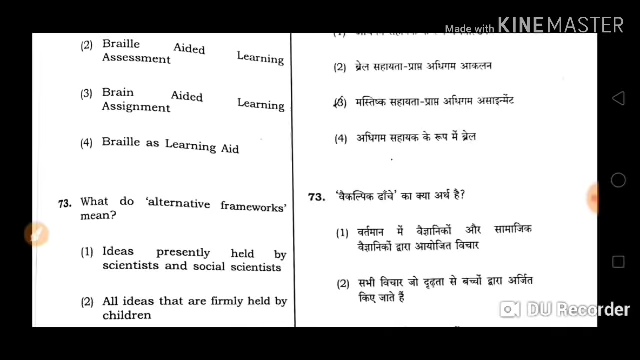 Made with KINEMASTER
(2) Braille Aided Learning
Assessment
(3) Brain Aided Learning
Assignment
(4) Braille as Learning Aid
73. What do 'alternative frameworks'
mean?
(1) Ideas presently held by
scientists and social scientists
(2) All ideas that are firmly held by
children
(2) ब्रेल सहायता-प्राप्त अधिगम आकलन
(3) मस्तिष्क सहायता-प्राप्त अधिगम असाइन्मेंट
(4) अधिगम सहायक के रूप में ब्रेल
73. 'वैकल्पिक ढाँचे' का क्या अर्थ है?
(1) वर्तमान में वैज्ञानिकों और सामाजिक
वैज्ञानिकों द्वारा आयोजित विचार
(2) सभी विचार जो दृढ़ता से बच्चों द्वारा अर्जित
किए जाते हैं
DU Recorder